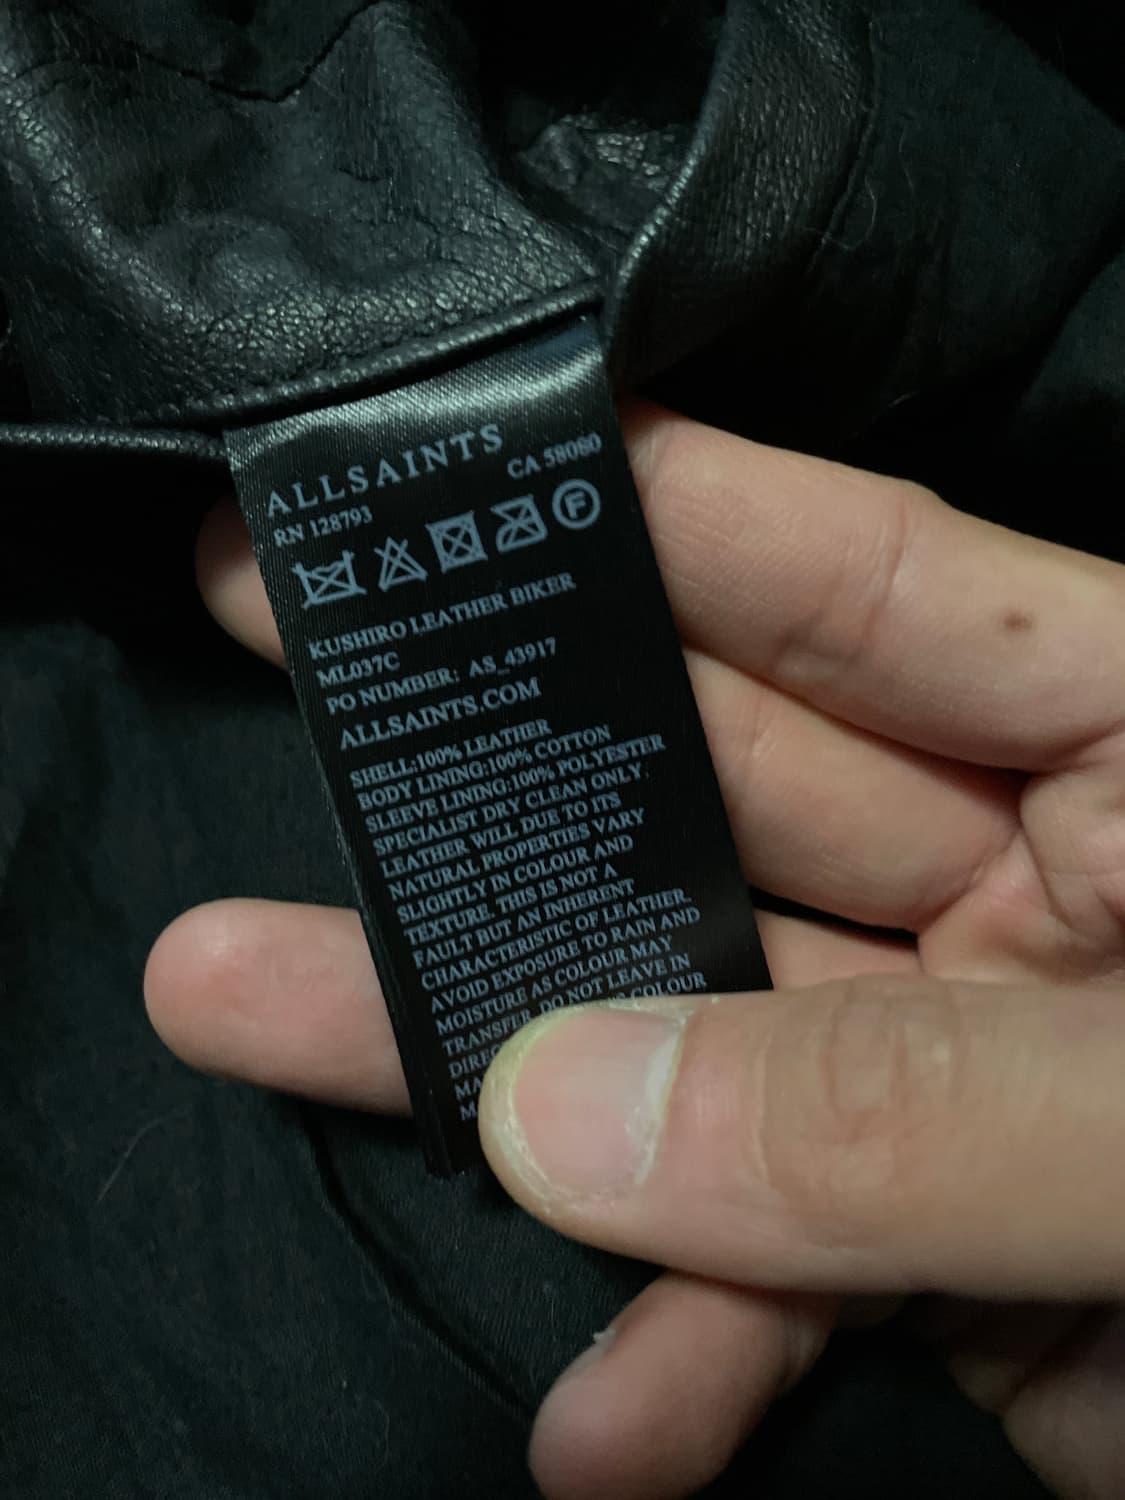 ALLSAINTS
RN 128793 CA 58080
F
KUSHIRO LEATHER BIKER
ML037C
PO NUMBER: AS_43917
ALLSAINTS.COM
SHELL:100% LEATHER
BODY LINING:100% COTTON
SLEEVE LINING:100% POLYESTER
SPECIALIST DRY CLEAN ONLY.
LEATHER WILL DUE TO ITS
NATURAL PROPERTIES VARY
SLIGHTLY IN COLOUR AND
TEXTURE. THIS IS NOT A
FAULT BUT AN INHERENT
CHARACTERISTIC OF LEATHER.
AVOID EXPOSURE TO RAIN AND
MOISTURE AS COLOUR MAY
TRANSFER. DO NOT LEAVE IN
COLOUR